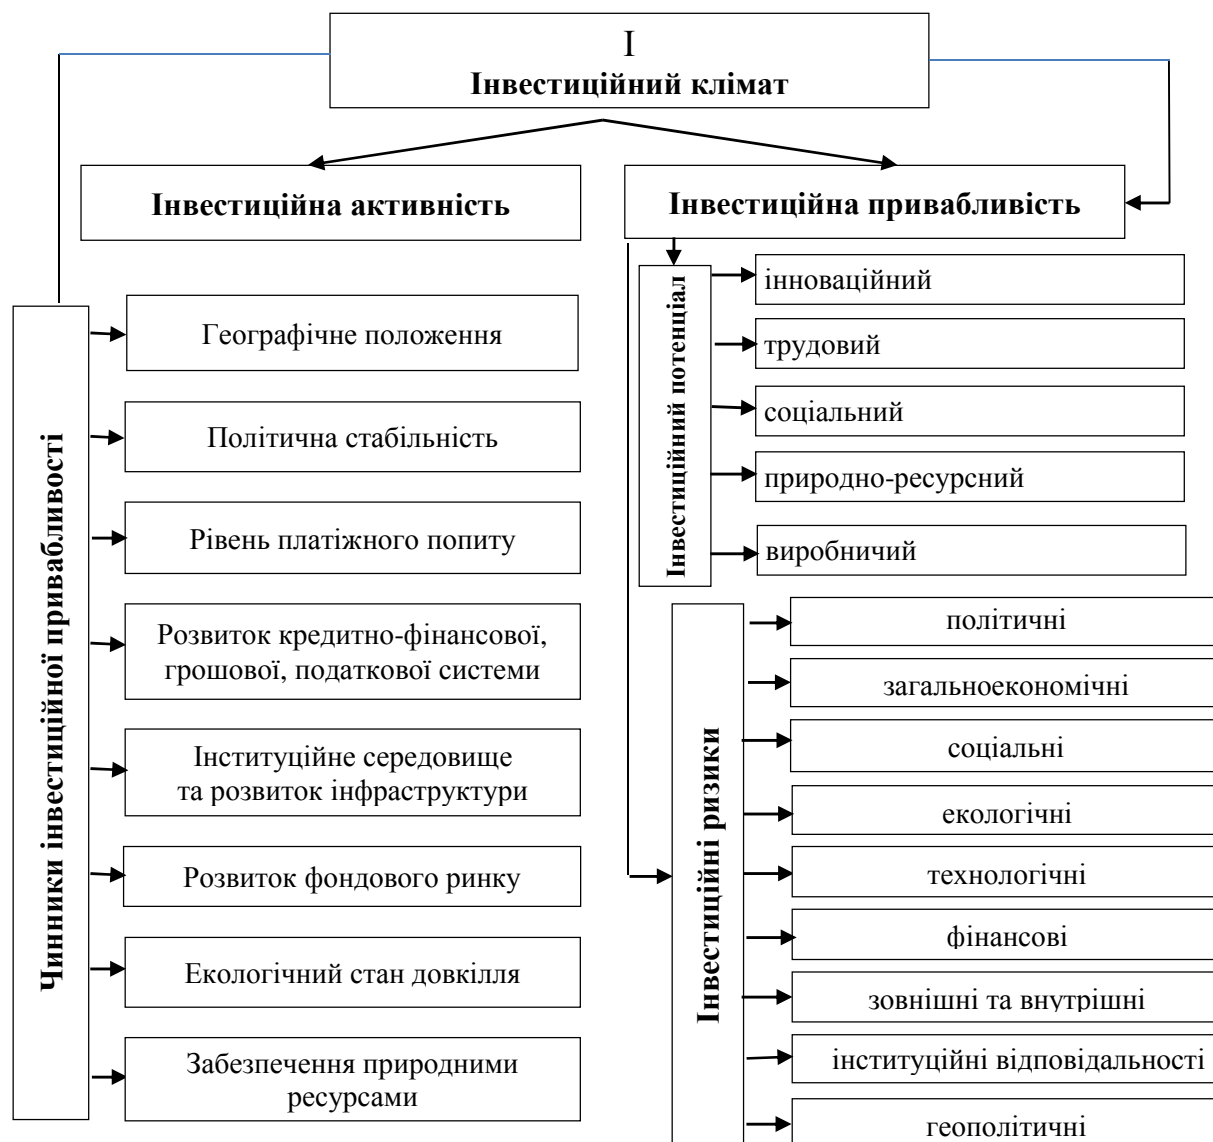 І
Інвестиційний клімат
Інвестиційна активність
Інвестиційна привабливість
Чинники інвестиційної привабливості
Географічне положення
Політична стабільність
Рівень платіжного попиту
Розвиток кредитно-фінансової,
грошової, податкової системи
Інституційне середовище
та розвиток інфраструктури
Розвиток фондового ринку
Екологічний стан довкілля
Забезпечення природними
ресурсами
Інвестиційний потенціал
інноваційний
трудовий
соціальний
природно-ресурсний
виробничий
Інвестиційні ризики
політичні
загальноекономічні
соціальні
екологічні
технологічні
фінансові
зовнішні та внутрішні
інституційні відповідальності
геополітичні